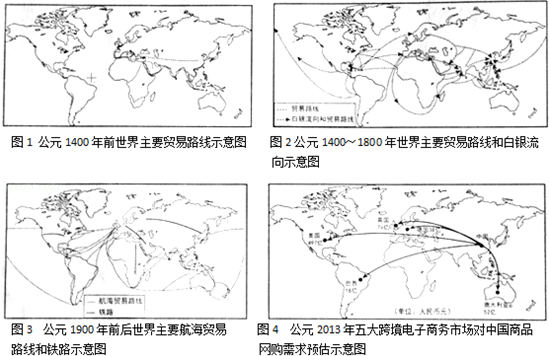 贸易路线
白银流向和贸易路线
图1 公元1400年前世界主要贸易路线示意图
图2公元1400～1800年世界主要贸易路线和白银流
向示意图
航海贸易路线
铁路
英国
美国
中国
巴西
澳大利亚
(单位：人民币元)
图3 公元1900年前后世界主要航海贸易
路线和铁路示意图
图4 公元2013年五大跨境电子商务市场对中国商品
网购需求预估示意图